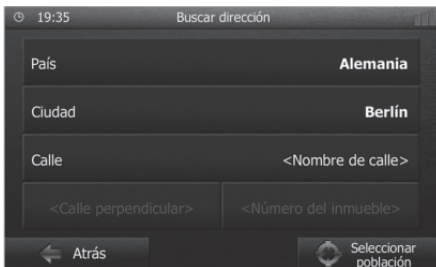 19:35 Buscar dirección
País Alemania
Ciudad Berlín
Calle <Nombre de calle>
<Calle perpendicular> <Número del inmueble>
Atrás Seleccionar
población